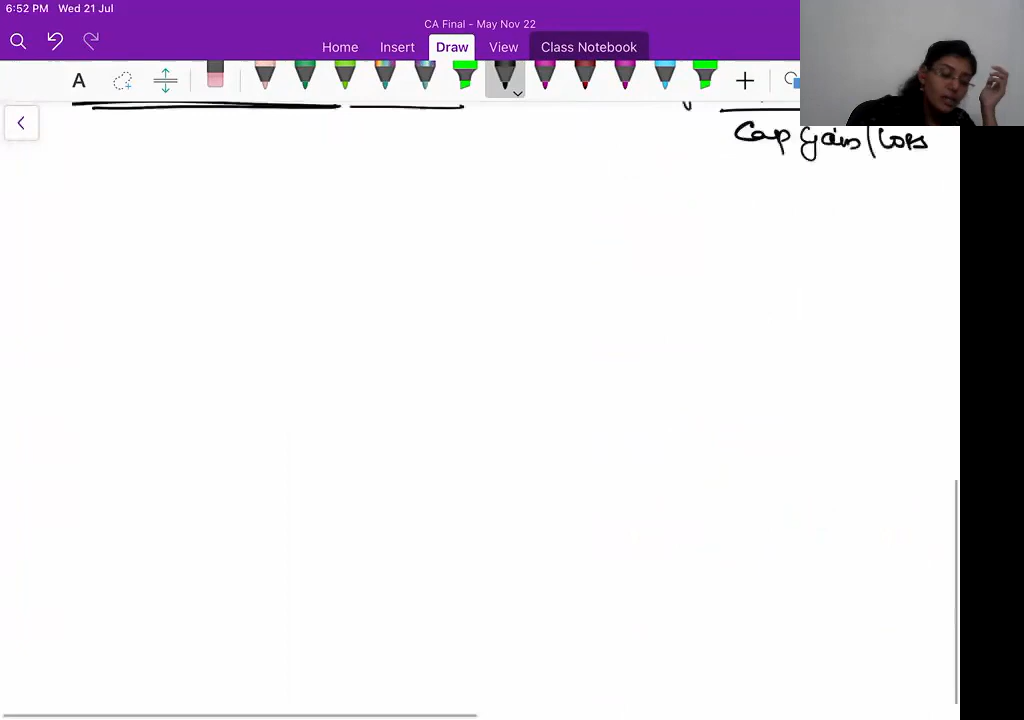 6:52 PM Wed 21 Jul
CA Final - May Nov 22
Home Insert Draw View Class Notebook
A
Cap Gain/Loss